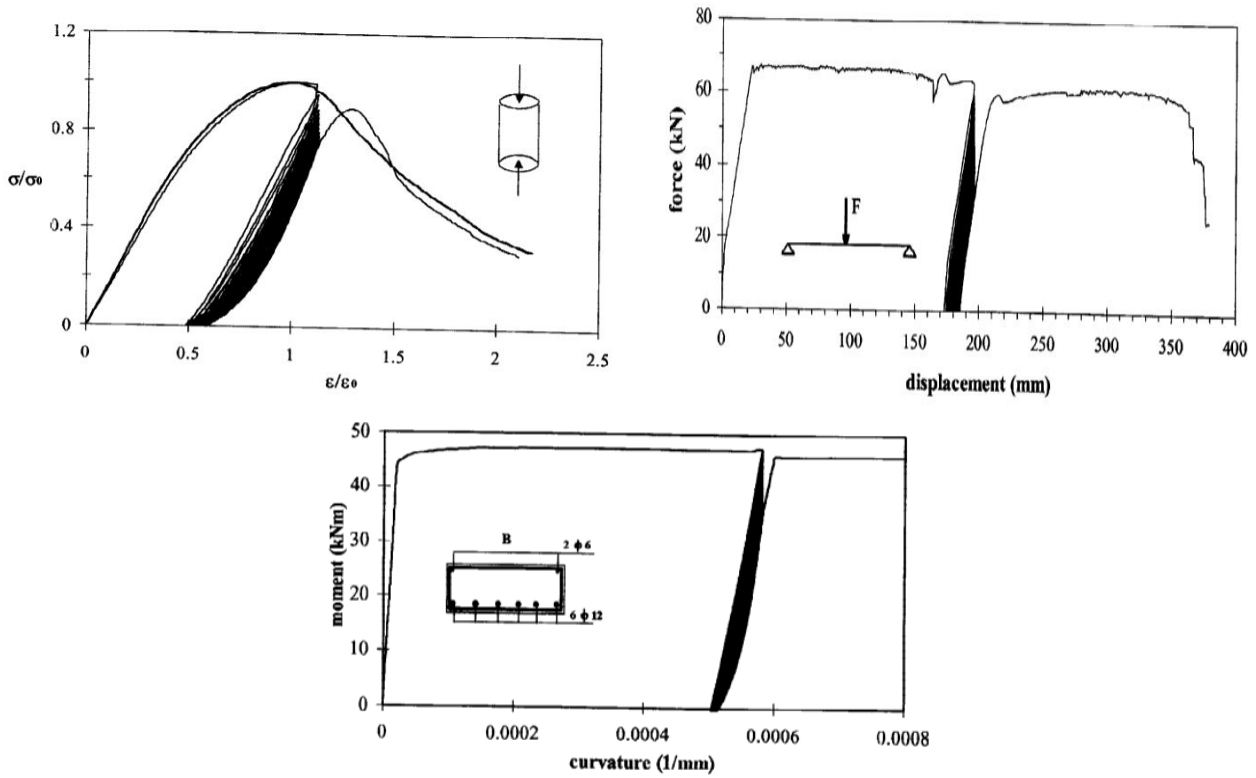 1.2
0.8
σ/σ0
0.4
0
0 0.5 1 1.5 2 2.5
ε/ε0
80
60
40
20
0
force (kN)
F
0 50 100 150 200 250 300 350 400
displacement (mm)
50
40
30
20
10
0
moment (kNm)
B 2 ϕ 6
6 ϕ 12
0 0.0002 0.0004 0.0006 0.0008
curvature (1/mm)